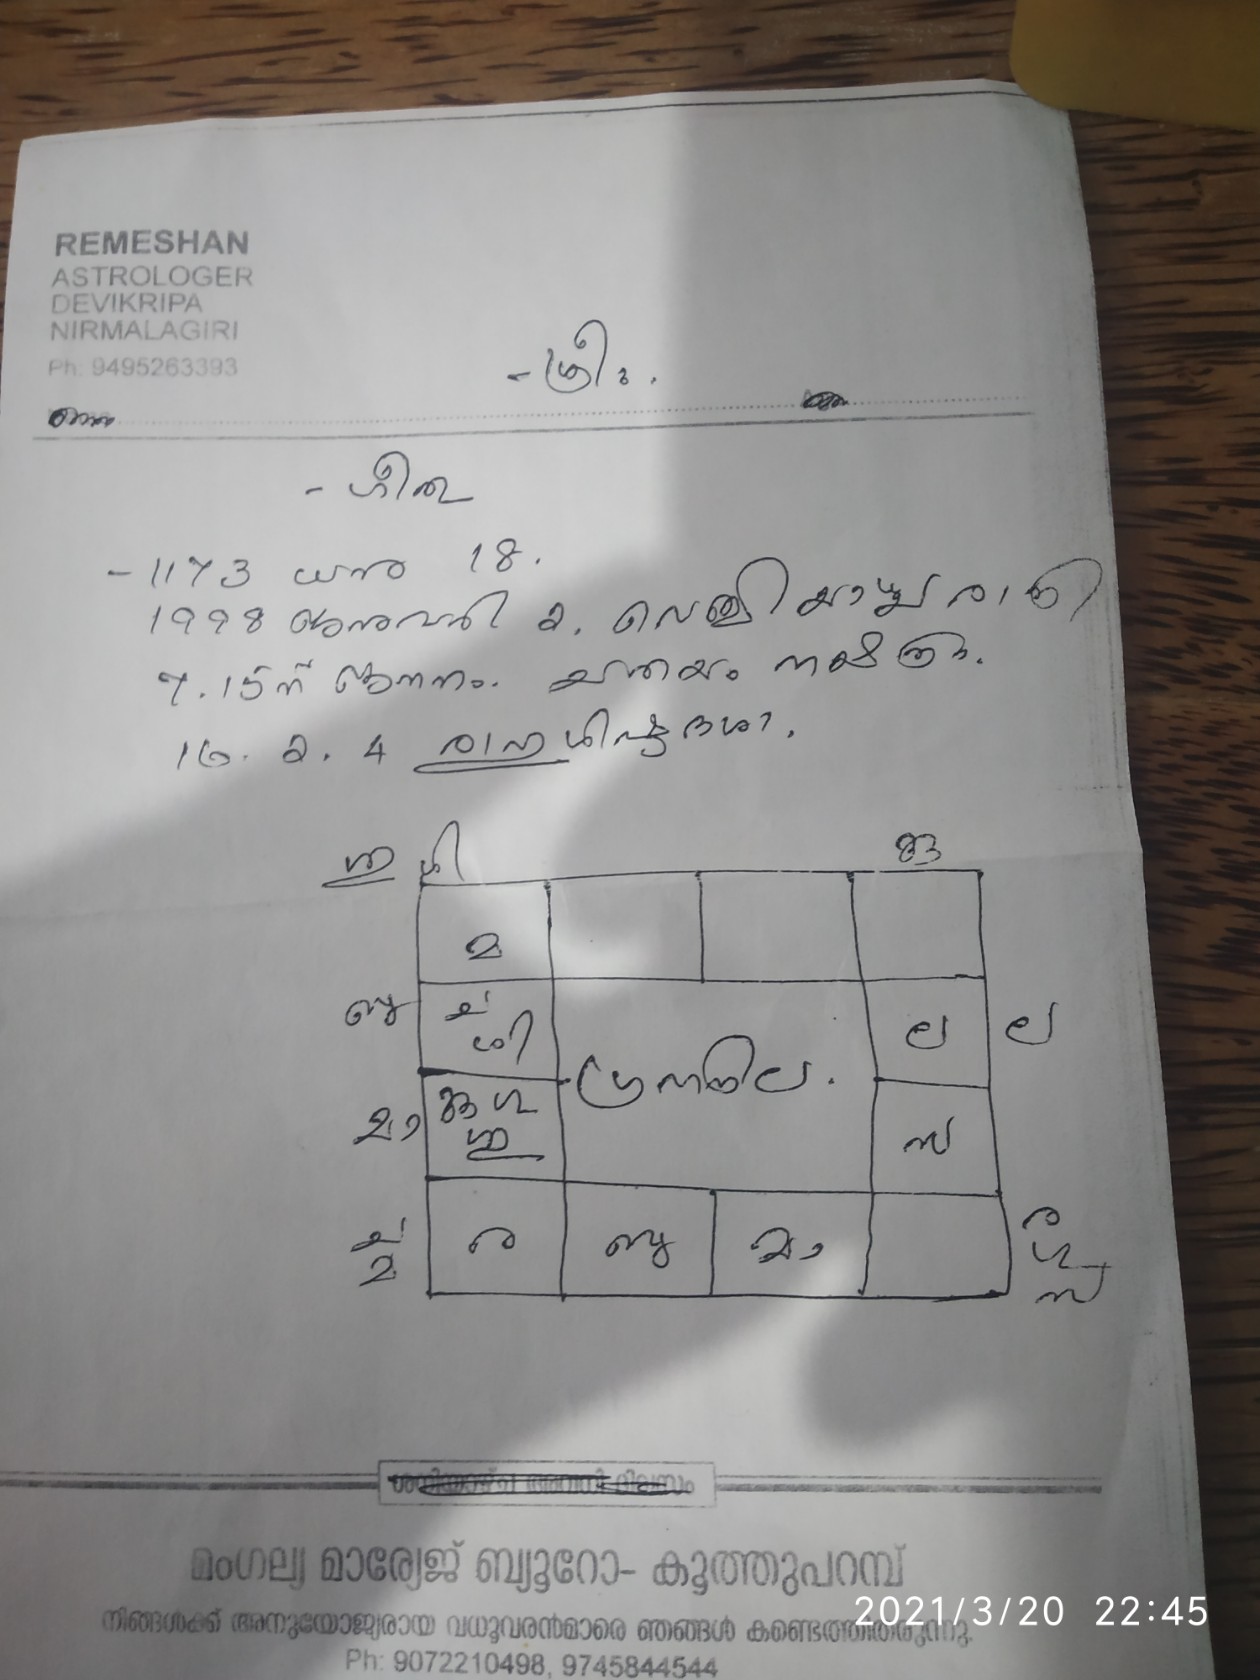 REMESHAN
ASTROLOGER
DEVIKRIPA
NIRMALAGIRI
Ph: 9495263393
- ശ്രീ:.
- ഗീതു
- 1173 ധനു 18.
1998 ജനുവരി 2. വെള്ളിയാഴ്ച രാത്രി
7.15ന് ജനനം. ചതയം നക്ഷത്രം.
16. 2. 4 രാഹു ശിഷ്ടദശാ.
ഗു ശി ങ്ങ
മ
ബു ച ശി ല ല
മാ കു ശു ഗു സ
ച മ ര ബു മാ ര ശു സ
ഗ്രഹനില.
മംഗല്യ മാര്യേജ് ബ്യൂറോ- കൂത്തുപറമ്പ്
നിങ്ങൾക്ക് അനുയോജ്യരായ വധൂവരൻമാരെ ഞങ്ങൾ കണ്ടെത്തിതരുന്നു.
Ph: 9072210498, 9745844544
2021/3/20 22:45